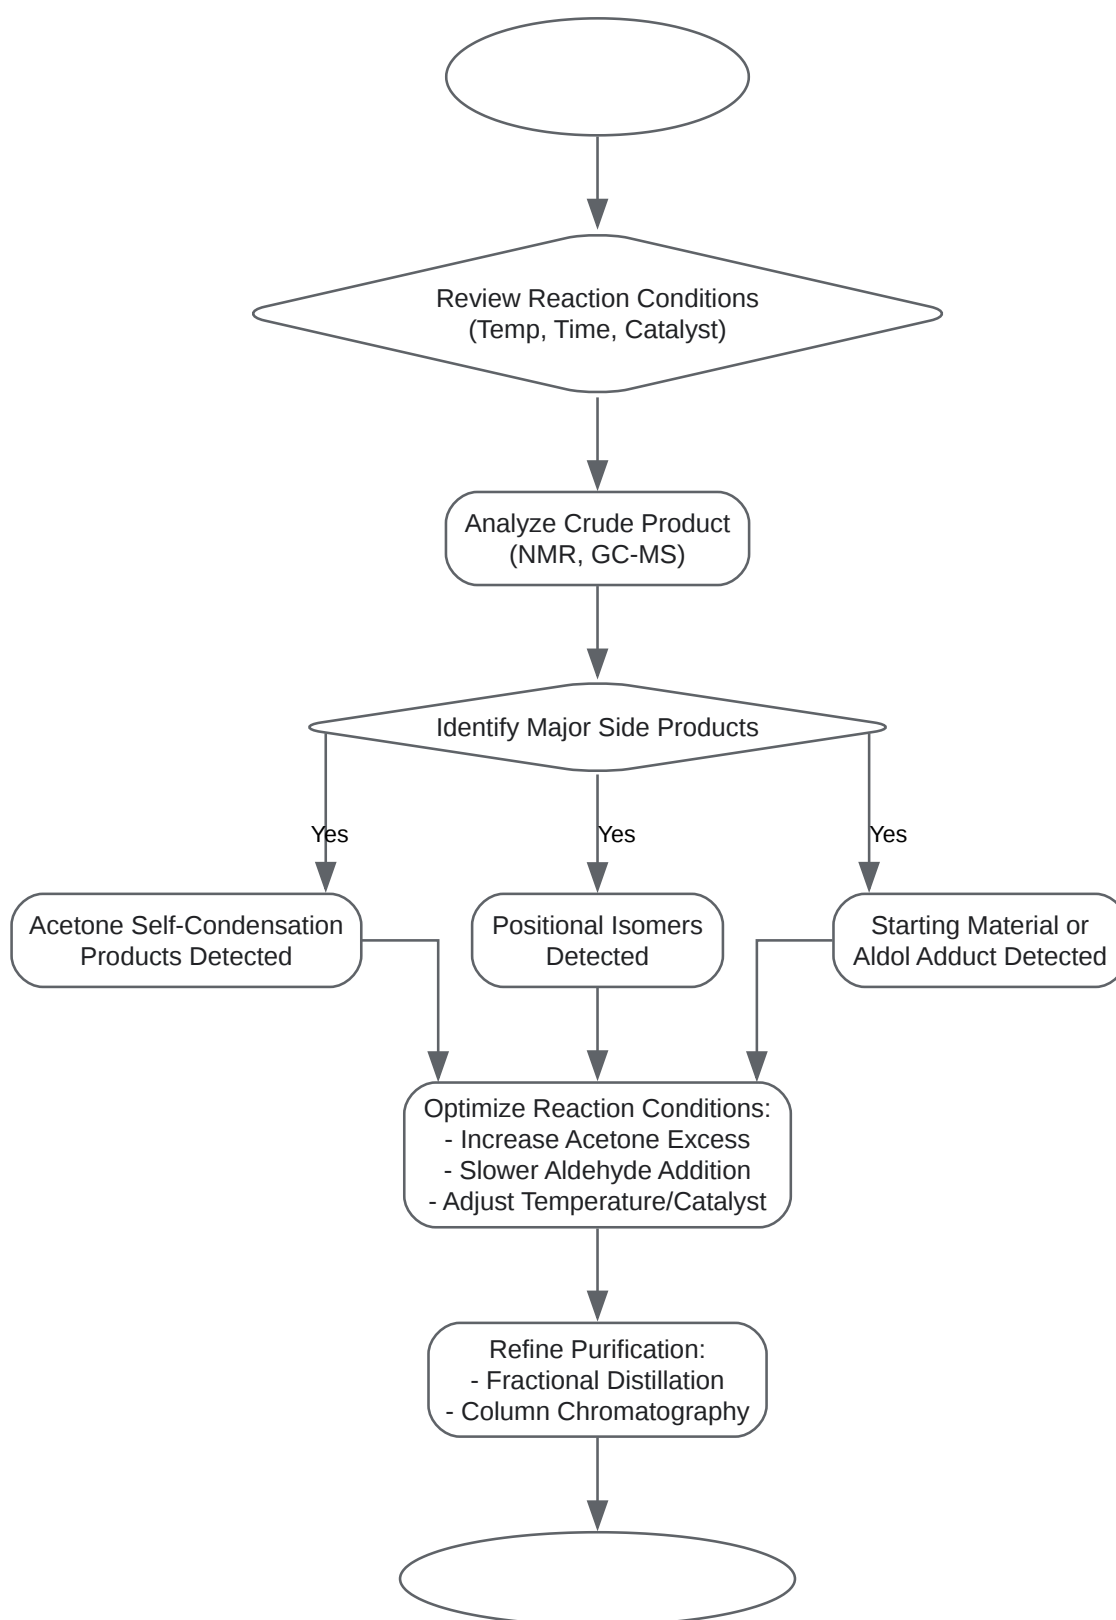 Review Reaction Conditions
(Temp, Time, Catalyst)
Analyze Crude Product
(NMR, GC-MS)
Identify Major Side Products
Yes
Yes
Yes
Acetone Self-Condensation
Products Detected
Positional Isomers
Detected
Starting Material or
Aldol Adduct Detected
Optimize Reaction Conditions:
- Increase Acetone Excess
- Slower Aldehyde Addition
- Adjust Temperature/Catalyst
Refine Purification:
- Fractional Distillation
- Column Chromatography